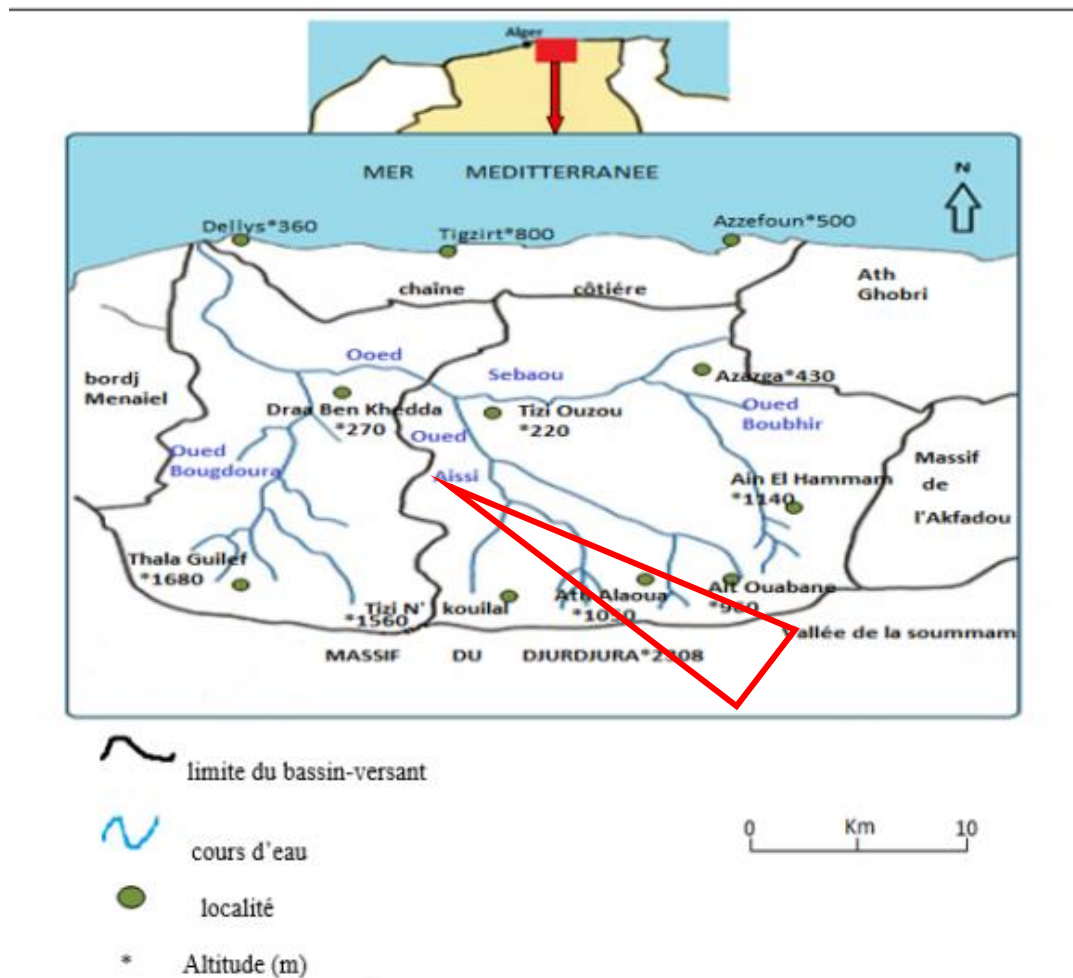 Alger
MER MEDITERRANEE
N
Dellys*360
Tigzirt*800
Azzefoun*500
chaîne côtiére
Ath
Ghobri
bordj
Menaiel
Ooed
Sebaou
Azazga*430
Draa Ben Khedda
*270
Tizi Ouzou
*220
Oued
Boubhir
Oued
Bougdoura
Oued
Aissi
Massif
de
l'Akfadou
Ain El Hammam
*1140
Thala Guilef
*1680
Tizi N' kouilal
*1560
Ath Alaoua
Ait Ouabane
Vallée de la soummam
MASSIF DU DJURDJURA*2308
limite du bassin-versant
cours d'eau
0 Km 10
localité
* Altitude (m)